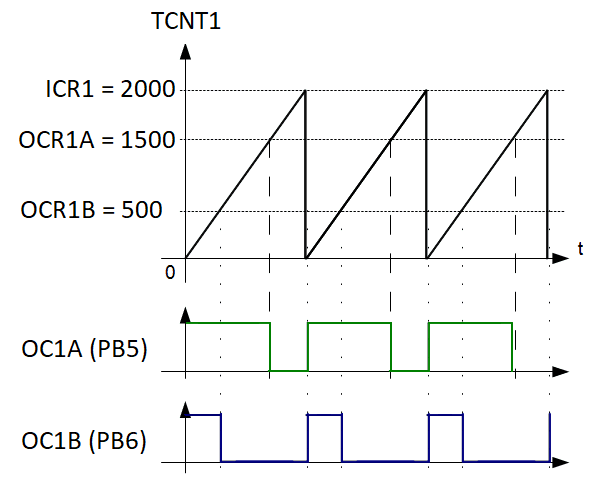 TCNT1
ICR1 = 2000
OCR1A = 1500
OCR1B = 500
t
0
OC1A (PB5)
OC1B (PB6)